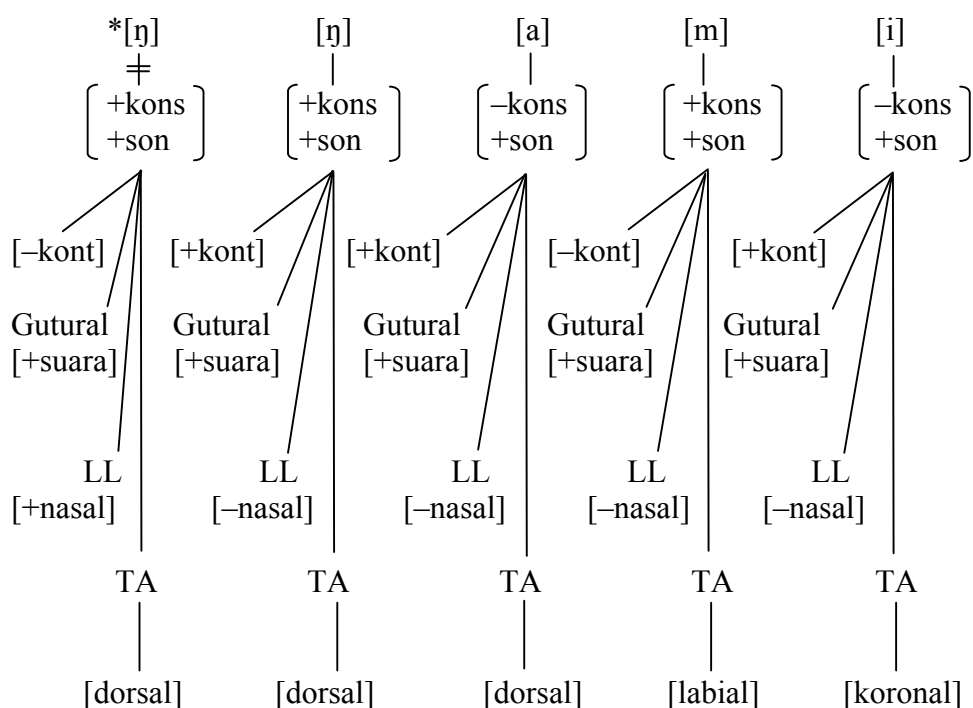 *[ŋ] [ŋ] [a] [m] [i]
+kons +kons –kons +kons –kons
+son +son +son +son +son
[–kont] [+kont] [+kont] [–kont] [+kont]
Gutural Gutural Gutural Gutural Gutural
[+suara] [+suara] [+suara] [+suara] [+suara]
LL LL LL LL LL
[+nasal] [–nasal] [–nasal] [–nasal] [–nasal]
TA TA TA TA TA
[dorsal] [dorsal] [dorsal] [labial] [koronal]